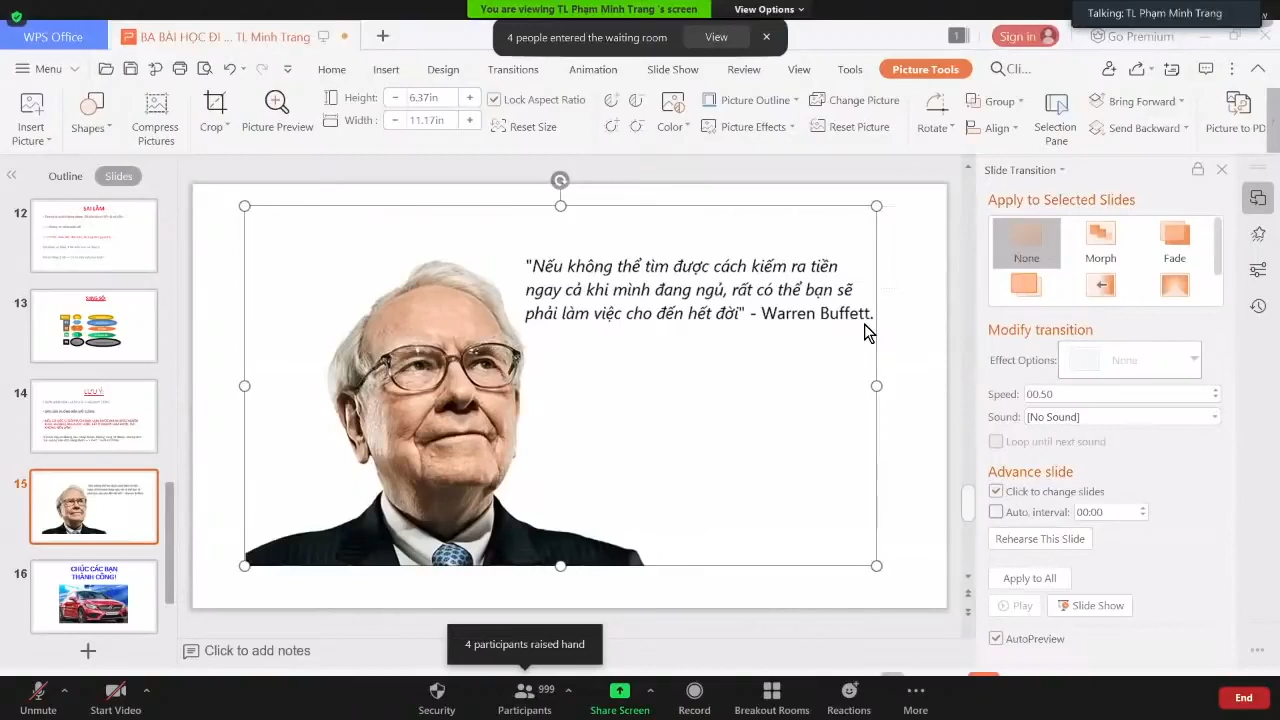 You are viewing TL Phạm Minh Trang 's screen
View Options
Talking: TL Phạm Minh Trang
WPS Office
BA BÀI HỌC ĐI ... TL Minh Trang
4 people entered the waiting room
View
1
Sign in
Go Premium
Menu
Home
Insert
Design
Transitions
Animation
Slide Show
Review
View
Tools
Picture Tools
Cli...
Insert Picture
Shapes
Compress Pictures
Crop
Picture Preview
Height: 6.37in
Width : 11.17in
Lock Aspect Ratio
Reset Size
Color
Picture Outline
Picture Effects
Change Picture
Reset Picture
Rotate
Group
Align
Selection Pane
Bring Forward
Send Backward
Picture to PD
Outline
Slides
12
SAI LẦM
13
14
LƯU Ý:
15
16
CHÚC CÁC BẠN
THÀNH CÔNG!
"Nếu không thể tìm được cách kiếm ra tiền
ngay cả khi mình đang ngủ, rất có thể bạn sẽ
phải làm việc cho đến hết đời" - Warren Buffett.
Slide Transition
Apply to Selected Slides
None
Morph
Fade
Modify transition
Effect Options:
None
Speed: 00.50
Sound: [No Sound]
Loop until next sound
Advance slide
Click to change slides
Auto, interval: 00:00
Rehearse This Slide
Apply to All
Play
Slide Show
AutoPreview
Click to add notes
4 participants raised hand
Unmute
Start Video
Security
Participants
999
Share Screen
Record
Breakout Rooms
Reactions
More
End